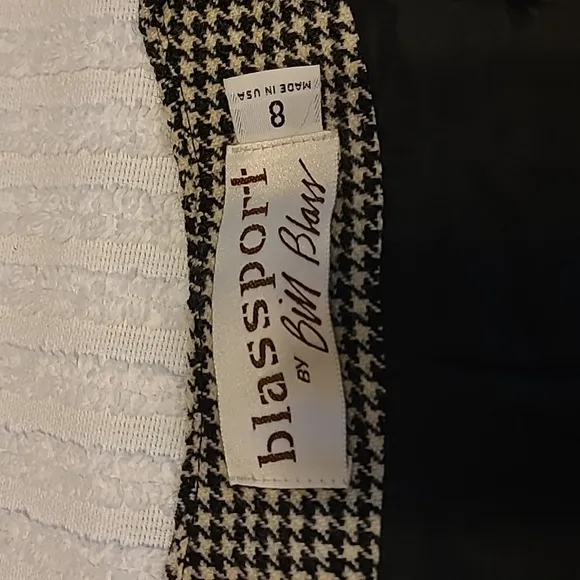 blassport
BY Bill Blass
8
MADE IN USA